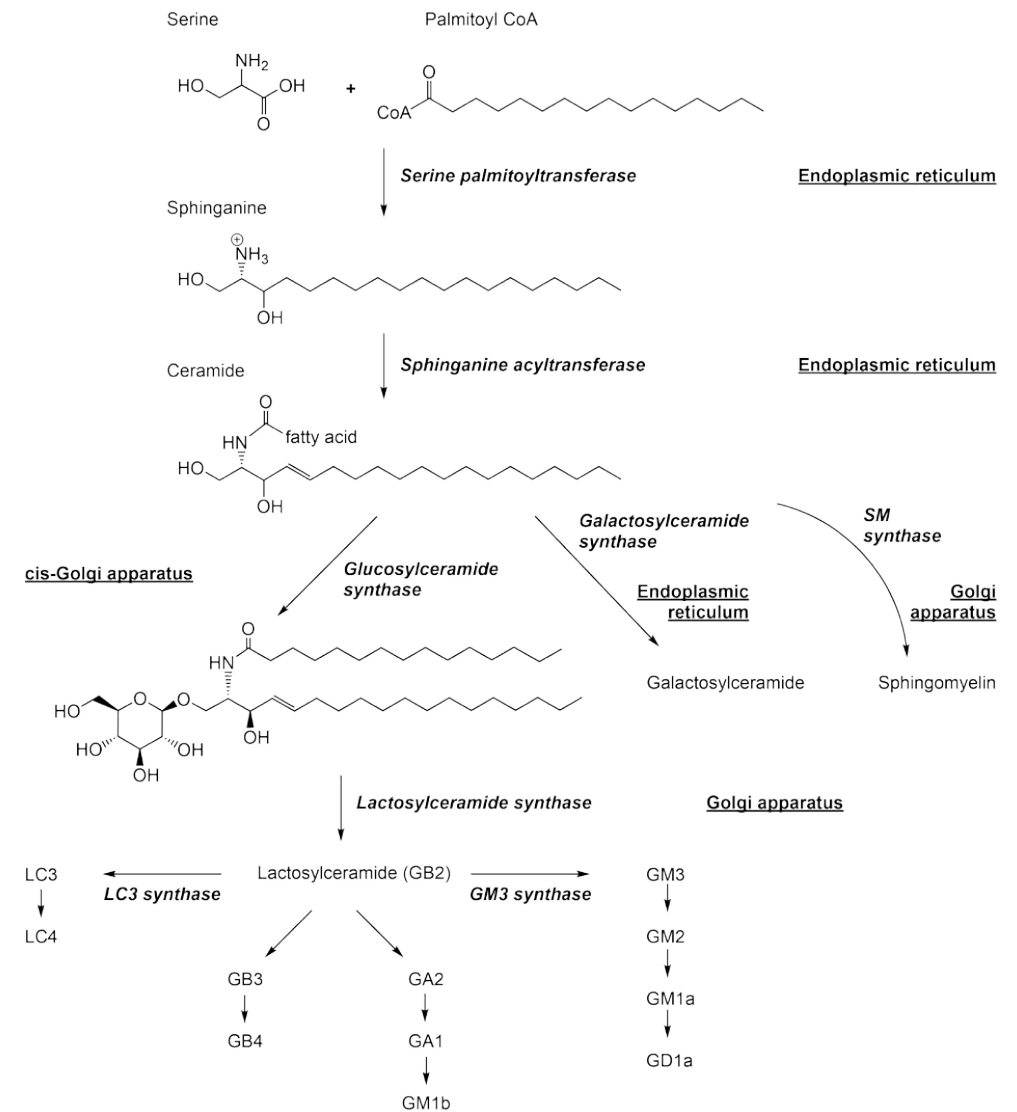 Serine
Palmitoyl CoA
NH2
HO
OH
O
+
O
CoA
Serine palmitoyltransferase
Endoplasmic reticulum
Sphinganine
⊕
NH3
HO
OH
Sphinganine acyltransferase
Endoplasmic reticulum
Ceramide
O
HN
fatty acid
HO
OH
Galactosylceramide
synthase
SM
synthase
cis-Golgi apparatus
Glucosylceramide
synthase
Endoplasmic
reticulum
Golgi
apparatus
O
HN
Galactosylceramide
Sphingomyelin
HO
O
O
OH
HO
OH
OH
Lactosylceramide synthase
Golgi apparatus
LC3
LC3 synthase
Lactosylceramide (GB2)
GM3 synthase
GM3
LC4
GM2
GB3
GA2
GM1a
GB4
GA1
GD1a
GM1b